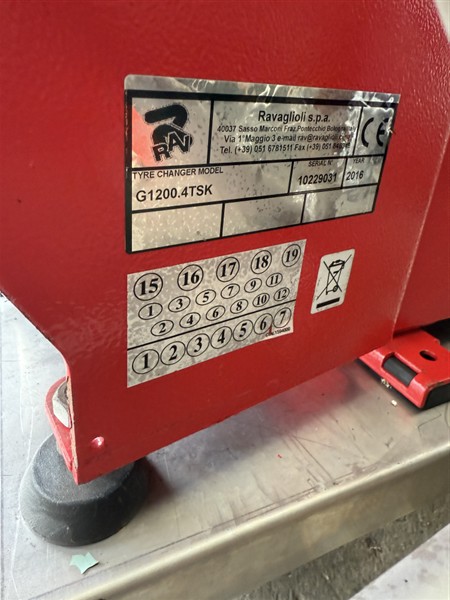 Ravaglioli s.p.a.
40037 Sasso Marconi Fraz.Pontecchio Bologna Italy
Via 1°Maggio 3 e-mail rav@ravaglioli.com
Tel. (+39) 051 6781511 Fax (+39) 051
RAV
CE
TYRE CHANGER MODEL SERIAL N° YEAR
G1200.4TSK 10229031 2016
15 16 17 18 19
1 3 5 7 9 11
2 4 6 8 10 12
1 2 3 4 5 6 7